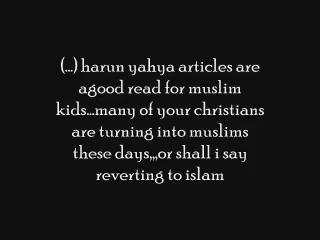 (...) harun yahya articles are
agood read for muslim
kids...many of your christians
are turning into muslims
these days,,,or shall i say
reverting to islam